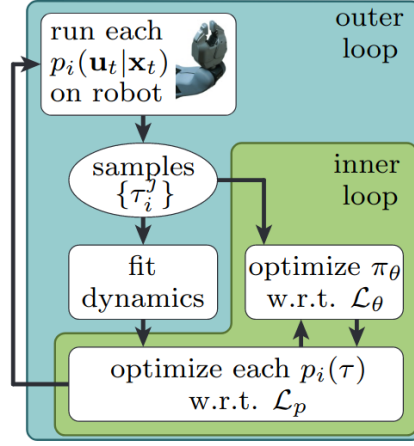 outer
loop
run each
p_i(u_t|x_t)
on robot
samples
{τ_i^j}
inner
loop
fit
dynamics
optimize π_θ
w.r.t. ℒ_θ
optimize each p_i(τ)
w.r.t. ℒ_p